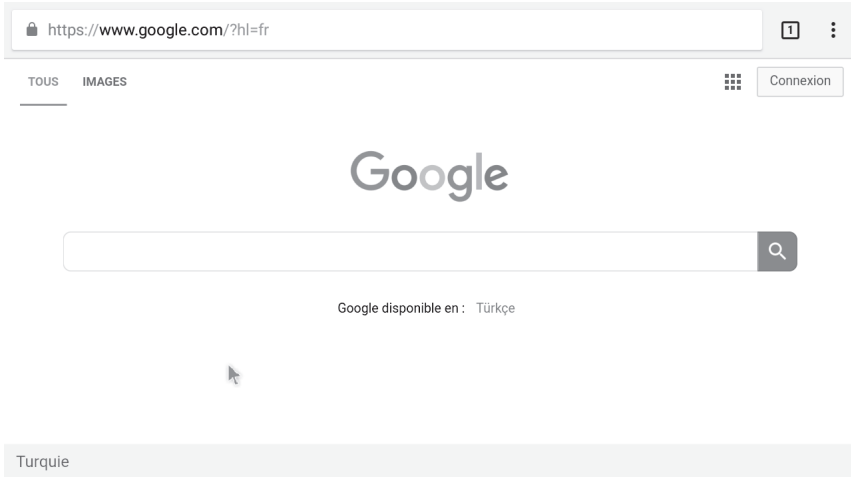 https://www.google.com/?hl=fr
1
TOUS IMAGES
Connexion
Google
Google disponible en : Türkçe
Turquie